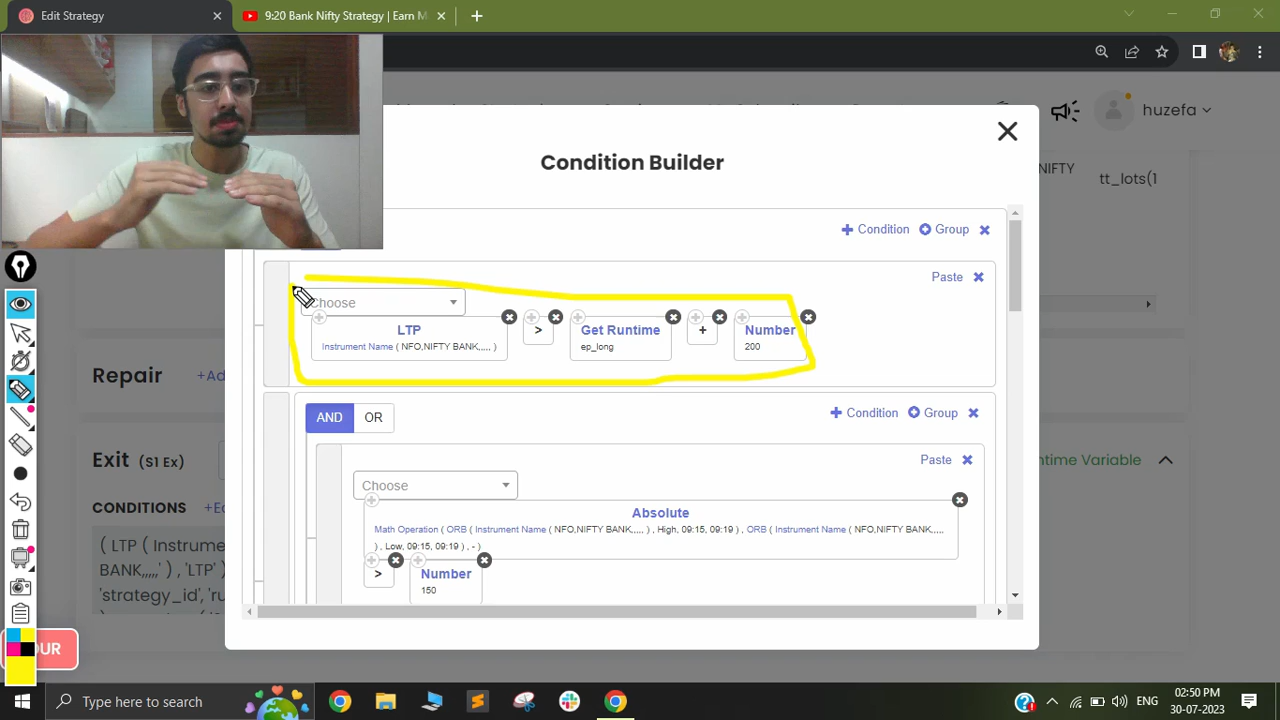 Edit Strategy
9:20 Bank Nifty Strategy | Earn M
huzefa
Condition Builder
NIFTY
tt_lots(1
Condition Group
Paste
Choose
LTP > Get Runtime + Number
Instrument Name ( NFO,NIFTY BANK,,,,, ) ep_long 200
Repair
+Ad
AND OR
Condition Group
Exit (S1 Ex)
ntime Variable
Paste
Choose
CONDITIONS
Absolute
Math Operation ( ORB ( Instrument Name ( NFO,NIFTY BANK,,,,,
) , High, 09:15, 09:19 ) , ORB ( Instrument Name ( NFO,NIFTY BANK,,,,,
) , Low, 09:15, 09:19 ) , - )
( LTP ( Instrume
BANK,,,,,' ) , 'LTP' )
'strategy_id', 'ru
> Number
150
OUR
Type here to search
ENG
02:50 PM
30-07-2023